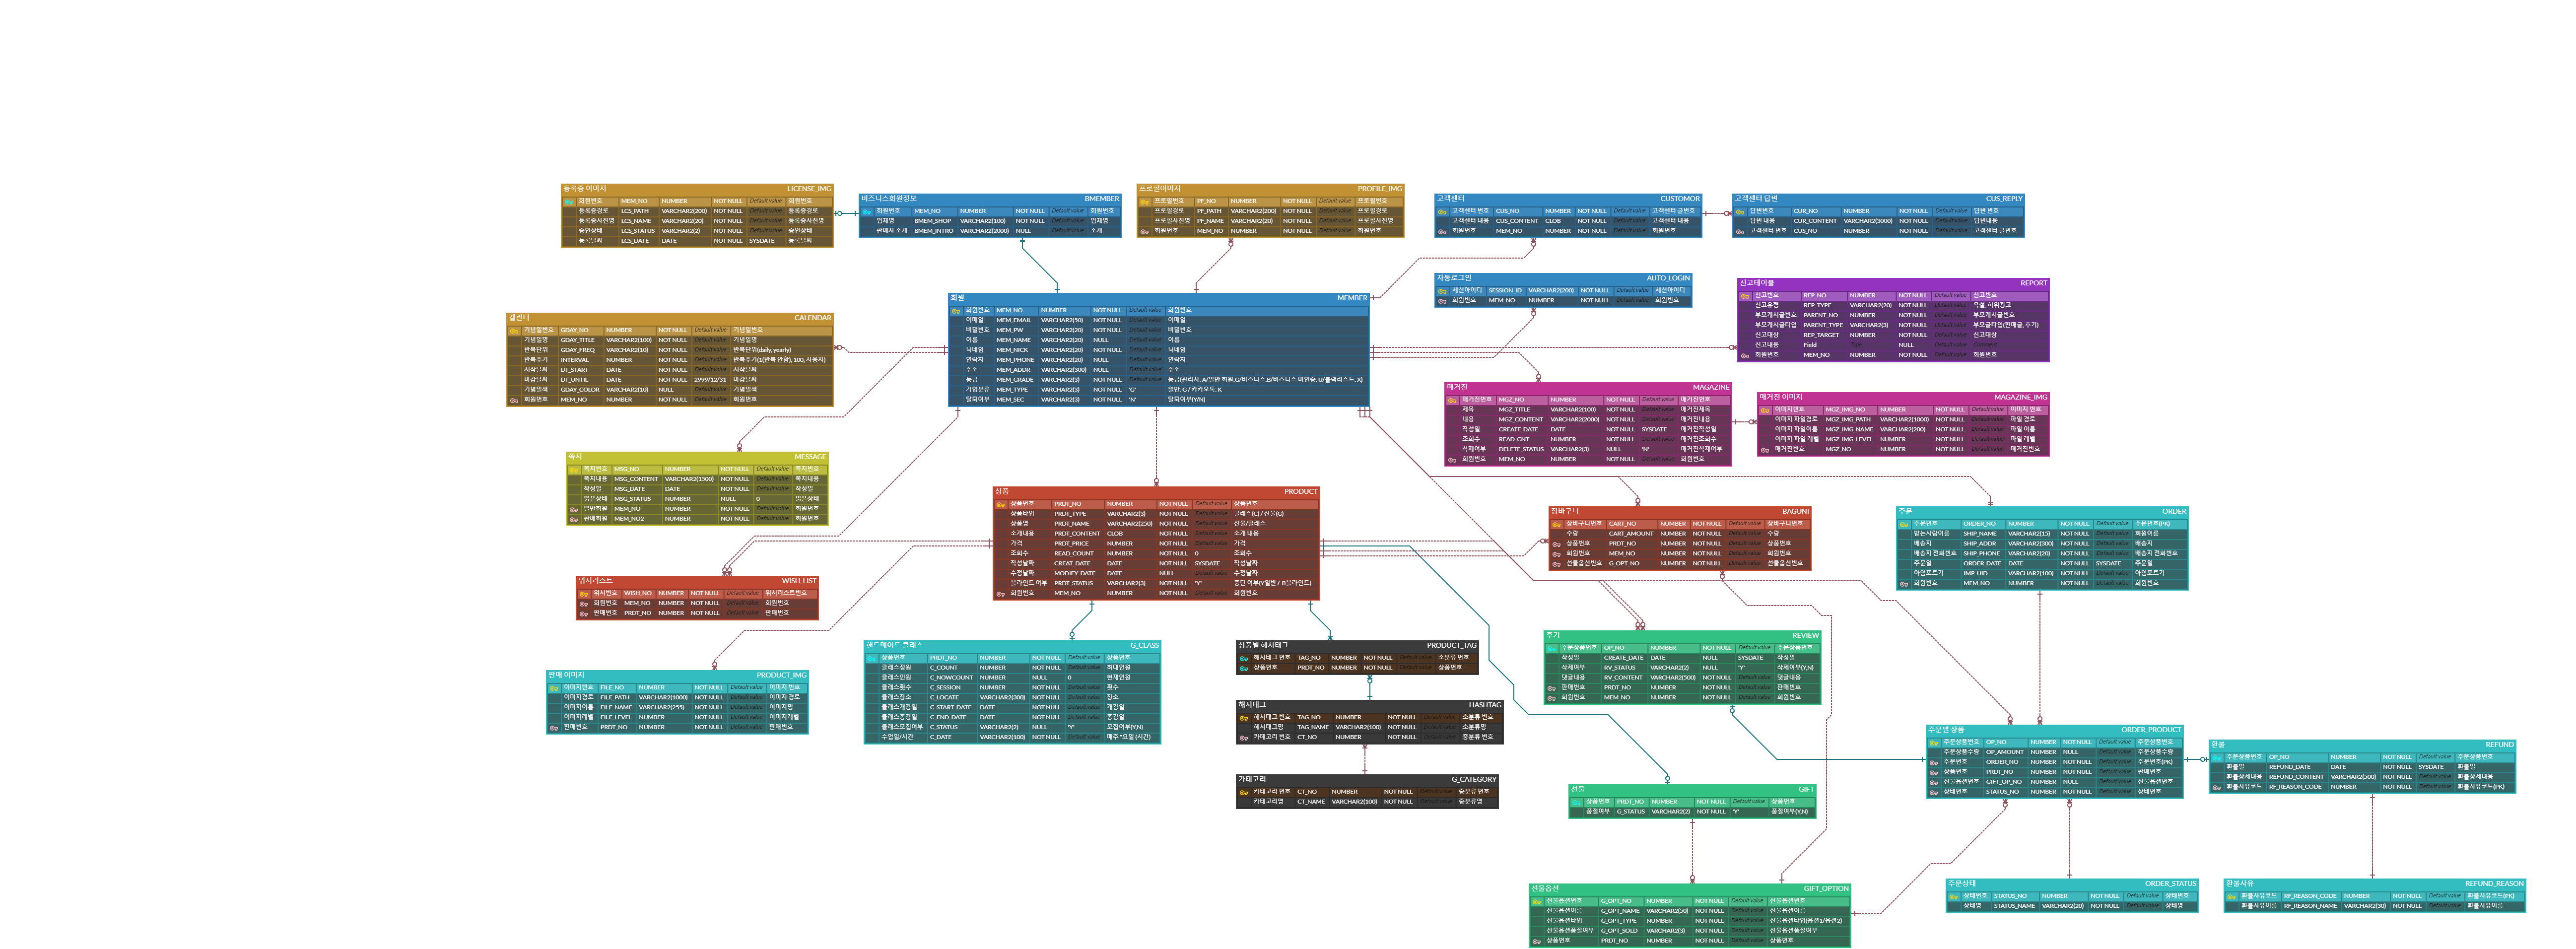 등록증 이미지 LICENSE_IMG
회원번호 MEM_NO NUMBER NOT NULL Default value 회원번호
등록증경로 LCS_PATH VARCHAR2(200) NOT NULL Default value 등록증경로
등록증사진명 LCS_NAME VARCHAR2(20) NOT NULL Default value 등록증사진명
승인상태 LCS_STATUS VARCHAR2(2) NOT NULL Default value 승인상태
등록날짜 LCS_DATE DATE NOT NULL SYSDATE 등록날짜
비즈니스회원정보 BMEMBER
회원번호 MEM_NO NUMBER NOT NULL Default value 회원번호
업체명 BMEM_SHOP VARCHAR2(100) NOT NULL Default value 업체명
판매자 소개 BMEM_INTRO VARCHAR2(2000) NULL Default value 소개
프로필이미지 PROFILE_IMG
프로필번호 PF_NO NUMBER NOT NULL Default value 프로필번호
프로필경로 PF_PATH VARCHAR2(200) NOT NULL Default value 프로필경로
프로필사진명 PF_NAME VARCHAR2(20) NOT NULL Default value 프로필사진명
회원번호 MEM_NO NUMBER NOT NULL Default value 회원번호
고객센터 CUSTOMOR
고객센터 번호 CUS_NO NUMBER NOT NULL Default value 고객센터 글번호
고객센터 내용 CUS_CONTENT CLOB NOT NULL Default value 고객센터 내용
회원번호 MEM_NO NUMBER NOT NULL Default value 회원번호
고객센터 답변 CUS_REPLY
답변번호 CUR_NO NUMBER NOT NULL Default value 답변 번호
답변 내용 CUR_CONTENT VARCHAR2(3000) NOT NULL Default value 답변내용
고객센터 번호 CUS_NO NUMBER NOT NULL Default value 고객센터 글번호
자동로그인 AUTO_LOGIN
세션아이디 SESSION_ID VARCHAR2(200) NOT NULL Default value 세션아이디
회원번호 MEM_NO NUMBER NOT NULL Default value 회원번호
신고테이블 REPORT
신고번호 REP_NO NUMBER NOT NULL Default value 신고번호
신고유형 REP_TYPE VARCHAR2(20) NOT NULL Default value 욕설, 허위광고
부모게시글번호 PARENT_NO NUMBER NOT NULL Default value 부모게시글번호
부모게시글타입 PARENT_TYPE VARCHAR2(3) NOT NULL Default value 부모글타입(판매글,후기)
신고대상 REP_TARGET NUMBER NOT NULL Default value 신고대상
신고내용 Field Type NULL Default value Comment
회원번호 MEM_NO NUMBER NOT NULL Default value 회원번호
회원 MEMBER
회원번호 MEM_NO NUMBER NOT NULL Default value 회원번호
이메일 MEM_EMAIL VARCHAR2(50) NOT NULL Default value 이메일
비밀번호 MEM_PW VARCHAR2(20) NOT NULL Default value 비밀번호
이름 MEM_NAME VARCHAR2(20) NULL Default value 이름
닉네임 MEM_NICK VARCHAR2(20) NOT NULL Default value 닉네임
연락처 MEM_PHONE VARCHAR2(20) NULL Default value 연락처
주소 MEM_ADDR VARCHAR2(300) NULL Default value 주소
등급 MEM_GRADE VARCHAR2(3) NOT NULL Default value 등급(관리자: A/일반 회원:G/비즈니스:B/비즈니스 미인증: U/블랙리스트: X)
가입분류 MEM_TYPE VARCHAR2(3) NOT NULL 'G' 일반: G / 카카오톡: K
탈퇴여부 MEM_SEC VARCHAR2(3) NOT NULL 'N' 탈퇴여부(Y/N)
캘린더 CALENDAR
기념일번호 GDAY_NO NUMBER NOT NULL Default value 기념일번호
기념일명 GDAY_TITLE VARCHAR2(100) NOT NULL Default value 기념일명
반복단위 GDAY_FREQ VARCHAR2(10) NOT NULL Default value 반복단위(daily, yearly)
반복주기 INTERVAL NUMBER NOT NULL Default value 반복주기(1(반복 안함), 100, 사용자)
시작날짜 DT_START DATE NOT NULL Default value 시작날짜
마감날짜 DT_UNTIL DATE NOT NULL 2999/12/31 마감날짜
기념일색 GDAY_COLOR VARCHAR2(10) NULL Default value 기념일색
회원번호 MEM_NO NUMBER NOT NULL Default value 회원번호
매거진 MAGAZINE
매거진번호 MGZ_NO NUMBER NOT NULL Default value 매거진번호
제목 MGZ_TITLE VARCHAR2(100) NOT NULL Default value 매거진제목
내용 MGZ_CONTENT VARCHAR2(2000) NOT NULL Default value 매거진내용
작성일 CREATE_DATE DATE NOT NULL SYSDATE 매거진작성일
조회수 READ_CNT NUMBER NOT NULL Default value 매거진조회수
삭제여부 DELETE_STATUS VARCHAR2(3) NULL 'N' 매거진삭제여부
회원번호 MEM_NO NUMBER NOT NULL Default value 회원번호
매거진 이미지 MAGAZINE_IMG
이미지번호 MGZ_IMG_NO NUMBER NOT NULL Default value 이미지 번호
이미지 파일경로 MGZ_IMG_PATH VARCHAR2(1000) NOT NULL Default value 파일 경로
이미지 파일이름 MGZ_IMG_NAME VARCHAR2(200) NOT NULL Default value 파일 이름
이미지 파일 레벨 MGZ_IMG_LEVEL NUMBER NOT NULL Default value 파일 레벨
매거진번호 MGZ_NO NUMBER NOT NULL Default value 매거진번호
쪽지 MESSAGE
쪽지번호 MSG_NO NUMBER NOT NULL Default value 쪽지번호
쪽지내용 MSG_CONTENT VARCHAR2(1500) NOT NULL Default value 쪽지내용
작성일 MSG_DATE DATE NOT NULL Default value 작성일
읽은상태 MSG_STATUS NUMBER NULL 0 읽은상태
일반회원 MEM_NO NUMBER NOT NULL Default value 회원번호
판매회원 MEM_NO2 NUMBER NOT NULL Default value 회원번호
상품 PRODUCT
상품번호 PRDT_NO NUMBER NOT NULL Default value 상품번호
상품타입 PRDT_TYPE VARCHAR2(3) NOT NULL Default value 클래스(C) / 선물(G)
상품명 PRDT_NAME VARCHAR2(250) NOT NULL Default value 선물/클래스
소개내용 PRDT_CONTENT CLOB NOT NULL Default value 소개 내용
가격 PRDT_PRICE NUMBER NOT NULL Default value 가격
조회수 READ_COUNT NUMBER NOT NULL 0 조회수
작성날짜 CREAT_DATE DATE NOT NULL SYSDATE 작성날짜
수정날짜 MODIFY_DATE DATE NULL Default value 수정날짜
블라인드 여부 PRDT_STATUS VARCHAR2(3) NOT NULL 'Y' 중단 여부(Y일반 / B블라인드)
회원번호 MEM_NO NUMBER NOT NULL Default value 회원번호
장바구니 BAGUNI
장바구니번호 CART_NO NUMBER NOT NULL Default value 장바구니번호
수량 CART_AMOUNT NUMBER NOT NULL Default value 수량
상품번호 PRDT_NO NUMBER NOT NULL Default value 상품번호
회원번호 MEM_NO NUMBER NOT NULL Default value 회원번호
선물옵션번호 G_OPT_NO NUMBER NOT NULL Default value 선물옵션번호
주문 ORDER
주문번호 ORDER_NO NUMBER NOT NULL Default value 주문번호(PK)
받는사람이름 SHIP_NAME VARCHAR2(15) NOT NULL Default value 회원이름
배송지 SHIP_ADDR VARCHAR2(300) NOT NULL Default value 배송지
배송지 전화번호 SHIP_PHONE VARCHAR2(20) NOT NULL Default value 배송지 전화번호
주문일 ORDER_DATE DATE NOT NULL SYSDATE 주문일
아임포트키 IMP_UID VARCHAR2(100) NOT NULL Default value 아임포트키
회원번호 MEM_NO NUMBER NOT NULL Default value 회원번호
위시리스트 WISH_LIST
위시번호 WISH_NO NUMBER NOT NULL Default value 위시리스트번호
회원번호 MEM_NO NUMBER NOT NULL Default value 회원번호
판매번호 PRDT_NO NUMBER NOT NULL Default value 판매번호
판매 이미지 PRODUCT_IMG
이미지번호 FILE_NO NUMBER NOT NULL Default value 이미지 번호
이미지경로 FILE_PATH VARCHAR2(1000) NOT NULL Default value 이미지 경로
이미지이름 FILE_NAME VARCHAR2(255) NOT NULL Default value 이미지명
이미지레벨 FILE_LEVEL NUMBER NOT NULL Default value 이미지레벨
판매번호 PRDT_NO NUMBER NOT NULL Default value 판매번호
핸드메이드 클래스 G_CLASS
상품번호 PRDT_NO NUMBER NOT NULL Default value 상품번호
클래스정원 C_COUNT NUMBER NOT NULL Default value 최대인원
클래스인원 C_NOWCOUNT NUMBER NULL 0 현재인원
클래스횟수 C_SESSION NUMBER NOT NULL Default value 횟수
클래스장소 C_LOCATE VARCHAR2(300) NOT NULL Default value 장소
클래스개강일 C_START_DATE DATE NOT NULL Default value 개강일
클래스종강일 C_END_DATE DATE NOT NULL Default value 종강일
클래스모집여부 C_STATUS VARCHAR2(2) NULL 'Y' 모집여부(Y,N)
수업일/시간 C_DATE VARCHAR2(100) NOT NULL Default value 매주 *요일 (시간)
상품별 해시태그 PRODUCT_TAG
해시태그 번호 TAG_NO NUMBER NOT NULL Default value 소분류 번호
상품번호 PRDT_NO NUMBER NOT NULL Default value 상품번호
해시태그 HASHTAG
해시태그 번호 TAG_NO NUMBER NOT NULL Default value 소분류 번호
해시태그명 TAG_NAME VARCHAR2(100) NOT NULL Default value 소분류명
카테고리 번호 CT_NO NUMBER NOT NULL Default value 중분류 번호
카테고리 G_CATEGORY
카테고리 번호 CT_NO NUMBER NOT NULL Default value 중분류 번호
카테고리명 CT_NAME VARCHAR2(100) NOT NULL Default value 중분류명
후기 REVIEW
주문상품번호 OP_NO NUMBER NOT NULL Default value 주문상품번호
작성일 CREATE_DATE DATE NULL SYSDATE 작성일
삭제여부 RV_STATUS VARCHAR2(2) NULL 'Y' 삭제여부(Y,N)
댓글내용 RV_CONTENT VARCHAR2(500) NOT NULL Default value 댓글내용
판매번호 PRDT_NO NUMBER NOT NULL Default value 판매번호
회원번호 MEM_NO NUMBER NOT NULL Default value 회원번호
주문별 상품 ORDER_PRODUCT
주문상품번호 OP_NO NUMBER NOT NULL Default value 주문상품번호
주문상품수량 OP_AMOUNT NUMBER NULL Default value 주문상품수량
주문번호 ORDER_NO NUMBER NOT NULL Default value 주문번호(PK)
상품번호 PRDT_NO NUMBER NOT NULL Default value 판매번호
선물옵션번호 GIFT_OP_NO NUMBER NULL Default value 선물옵션번호
상태번호 STATUS_NO NUMBER NOT NULL Default value 상태번호
환불 REFUND
주문상품번호 OP_NO NUMBER NOT NULL Default value 주문상품번호
환불일 REFUND_DATE DATE NOT NULL SYSDATE 환불일
환불상세내용 REFUND_CONTENT VARCHAR2(500) NOT NULL Default value 환불상세내용
환불사유코드 RF_REASON_CODE NUMBER NOT NULL Default value 환불사유코드(PK)
선물 GIFT
상품번호 PRDT_NO NUMBER NOT NULL Default value 상품번호
품절여부 G_STATUS VARCHAR2(2) NOT NULL 'Y' 품절여부(Y,N)
선물옵션 GIFT_OPTION
선물옵션번호 G_OPT_NO NUMBER NOT NULL Default value 선물옵션번호
선물옵션이름 G_OPT_NAME VARCHAR2(50) NOT NULL Default value 선물옵션이름
선물옵션타입 G_OPT_TYPE NUMBER NOT NULL Default value 선물옵션타입(옵션1/옵션2)
선물옵션품절여부 G_OPT_SOLD VARCHAR2(3) NOT NULL Default value 선물옵션품절여부
상품번호 PRDT_NO NUMBER NOT NULL Default value 상품번호
주문상태 ORDER_STATUS
상태번호 STATUS_NO NUMBER NOT NULL Default value 상태번호
상태명 STATUS_NAME VARCHAR2(20) NOT NULL Default value 상태명
환불사유 REFUND_REASON
환불사유코드 RF_REASON_CODE NUMBER NOT NULL Default value 환불사유코드(PK)
환불사유이름 RF_REASON_NAME VARCHAR2(30) NOT NULL Default value 환불사유이름